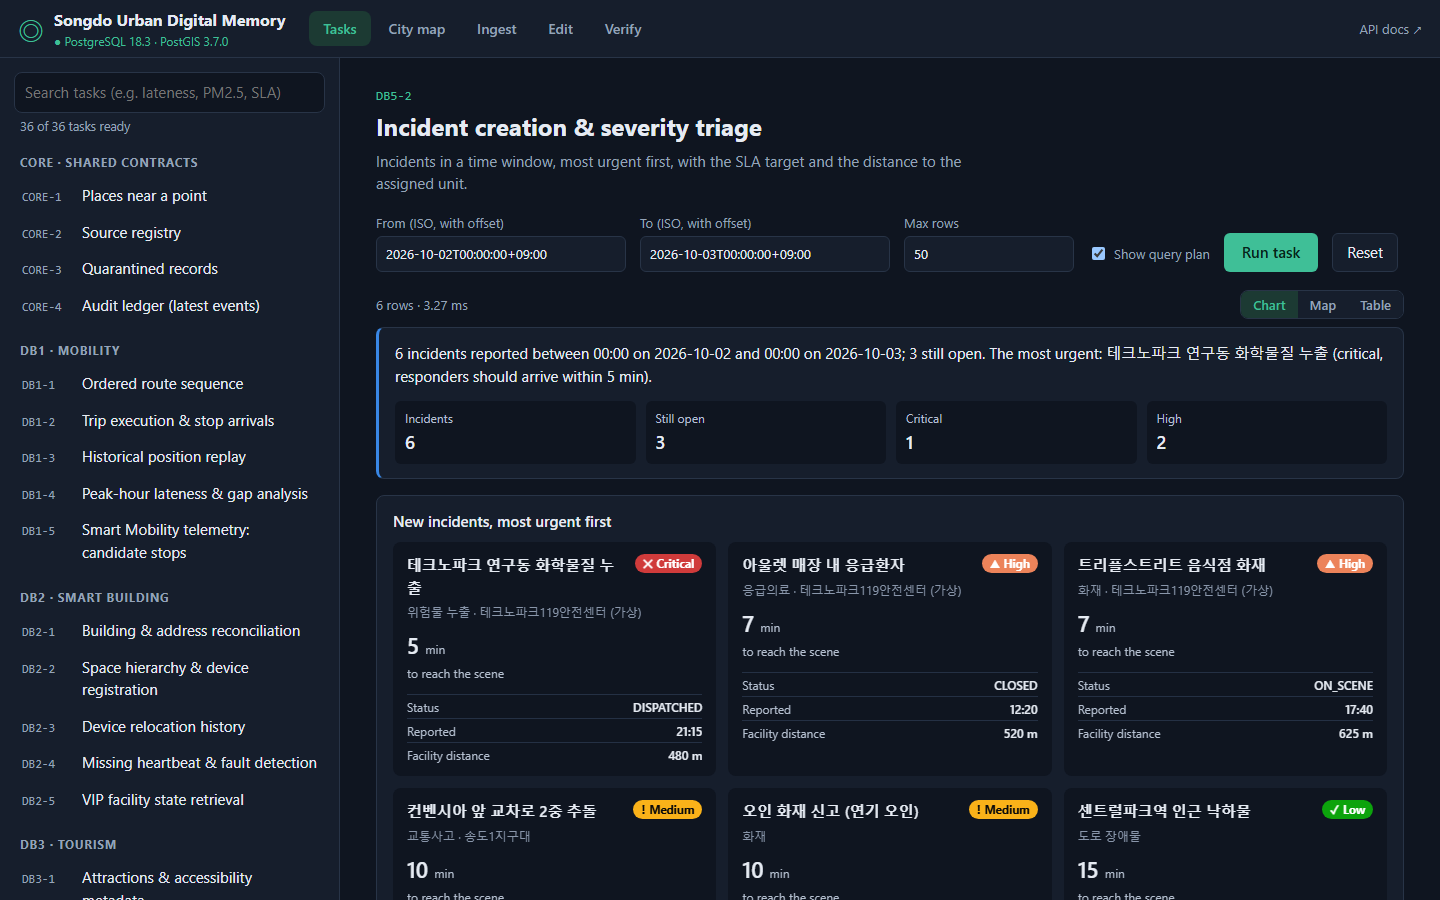 Songdo Urban Digital Memory
● PostgreSQL 18.3 · PostGIS 3.7.0
Tasks
City map
Ingest
Edit
Verify
API docs ↗
Search tasks (e.g. lateness, PM2.5, SLA)
36 of 36 tasks ready
CORE · SHARED CONTRACTS
CORE-1 Places near a point
CORE-2 Source registry
CORE-3 Quarantined records
CORE-4 Audit ledger (latest events)
DB1 · MOBILITY
DB1-1 Ordered route sequence
DB1-2 Trip execution & stop arrivals
DB1-3 Historical position replay
DB1-4 Peak-hour lateness & gap analysis
DB1-5 Smart Mobility telemetry:
candidate stops
DB2 · SMART BUILDING
DB2-1 Building & address reconciliation
DB2-2 Space hierarchy & device
registration
DB2-3 Device relocation history
DB2-4 Missing heartbeat & fault detection
DB2-5 VIP facility state retrieval
DB3 · TOURISM
DB3-1 Attractions & accessibility
metadata
DB5-2
Incident creation & severity triage
Incidents in a time window, most urgent first, with the SLA target and the distance to the
assigned unit.
From (ISO, with offset)
2026-10-02T00:00:00+09:00
To (ISO, with offset)
2026-10-03T00:00:00+09:00
Max rows
50
Show query plan
Run task
Reset
6 rows · 3.27 ms
Chart
Map
Table
6 incidents reported between 00:00 on 2026-10-02 and 00:00 on 2026-10-03; 3 still open. The most urgent: 테크노파크 연구동 화학물질 누출 (critical,
responders should arrive within 5 min).
Incidents
6
Still open
3
Critical
1
High
2
New incidents, most urgent first
테크노파크 연구동 화학물질 누
출
✕ Critical
위험물 누출 · 테크노파크119안전센터 (가상)
5 min
to reach the scene
Status DISPATCHED
Reported 21:15
Facility distance 480 m
아울렛 매장 내 응급환자
▲ High
응급의료 · 테크노파크119안전센터 (가상)
7 min
to reach the scene
Status CLOSED
Reported 12:20
Facility distance 520 m
트리플스트리트 음식점 화재
▲ High
화재 · 테크노파크119안전센터 (가상)
7 min
to reach the scene
Status ON_SCENE
Reported 17:40
Facility distance 625 m
컨벤시아 앞 교차로 2중 추돌
! Medium
교통사고 · 송도1지구대
10 min
to reach the scene
오인 화재 신고 (연기 오인)
! Medium
화재
10 min
to reach the scene
센트럴파크역 인근 낙하물
✓ Low
도로 장애물
15 min
to reach the scene